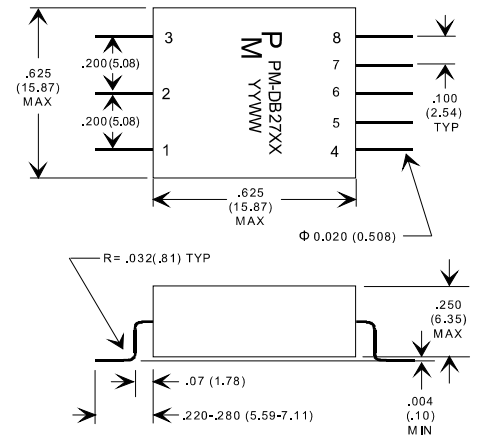 3
8
7
2
6
5
1
4
P
M
PM-DB27XX
YYWW
.625
(15.87)
MAX
.200(5.08)
.200(5.08)
.100
(2.54)
TYP
.625
(15.87)
MAX
Φ 0.020 (0.508)
R= .032(.81) TYP
.250
(6.35)
MAX
.07 (1.78)
.220-.280 (5.59-7.11)
.004
(.10)
MIN